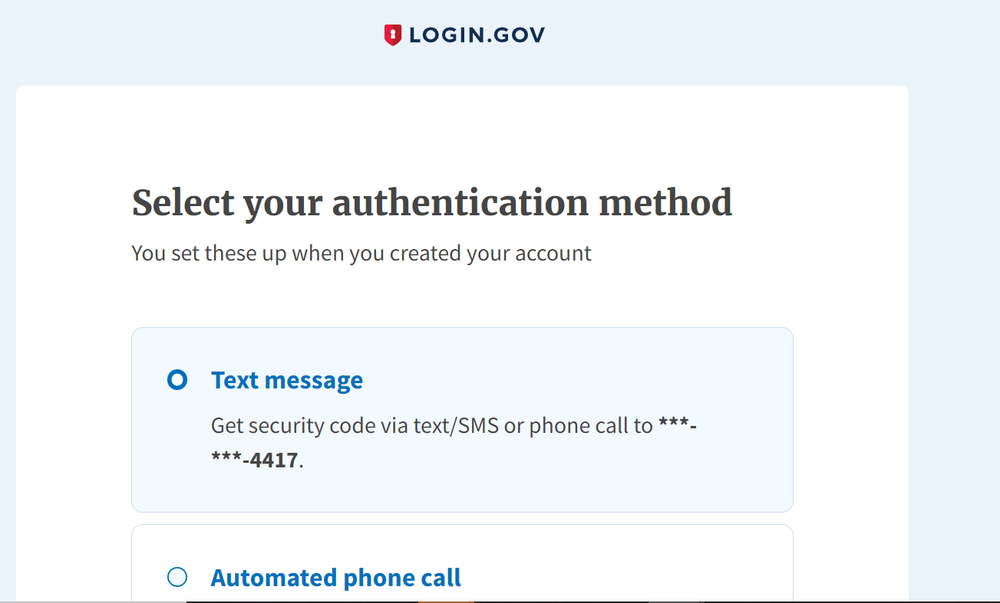 LOGIN.GOV
Select your authentication method
You set these up when you created your account
Text message
Get security code via text/SMS or phone call to ***-
***-4417.
Automated phone call